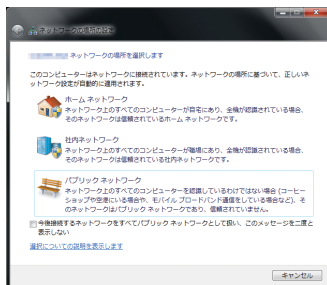 ネットワークの場所の設定
ネットワークの場所を選択します
このコンピューターはネットワークに接続されています。ネットワークの場所に基づいて、正しいネ
ットワーク設定が自動的に適用されます。
ホーム ネットワーク
ネットワーク上のすべてのコンピューターが自宅にあり、全機が認識されている場合、
そのネットワークは信頼されているホーム ネットワークです。
社内ネットワーク
ネットワーク上のすべてのコンピューターが職場にあり、全機が認識されている場合、
そのネットワークは信頼されている社内ネットワークです。
パブリック ネットワーク
ネットワーク上のすべてのコンピューターを認識しているわけではない場合 (コーヒー
ショップや空港にいる場合や、モバイル ブロードバンド通信をしている場合など)、そ
のネットワークはパブリック ネットワークであり、信頼されていません。
今後接続するネットワークをすべてパブリック ネットワークとして扱い、このメッセージを二度と
表示しない
選択についての説明を表示します
キャンセル